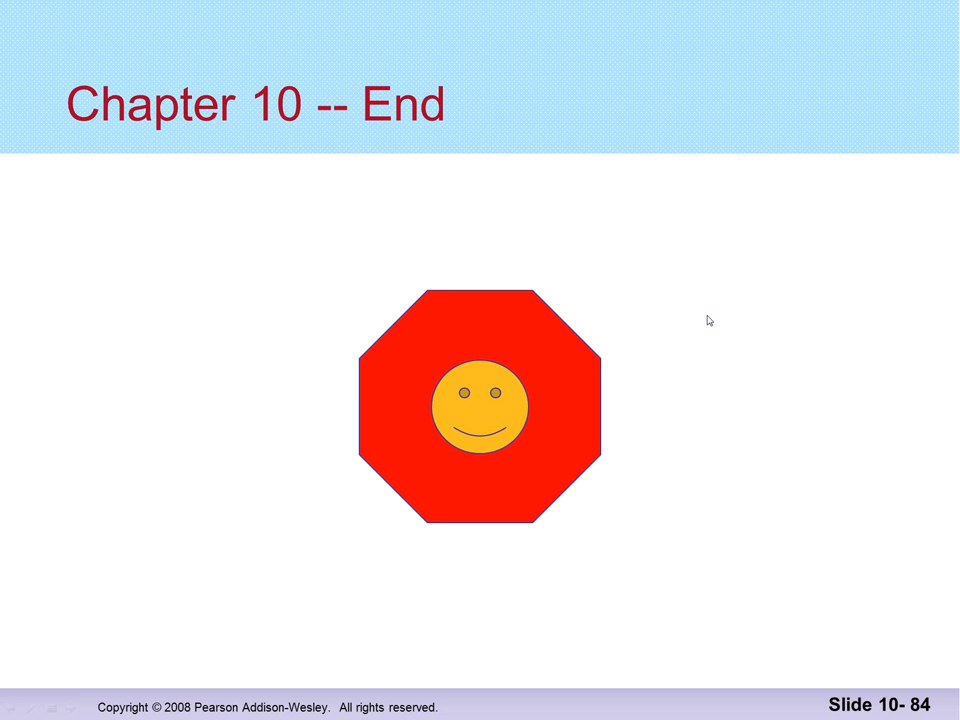 Chapter 10 -- End
Copyright © 2008 Pearson Addison-Wesley.  All rights reserved.
Slide 10- 84